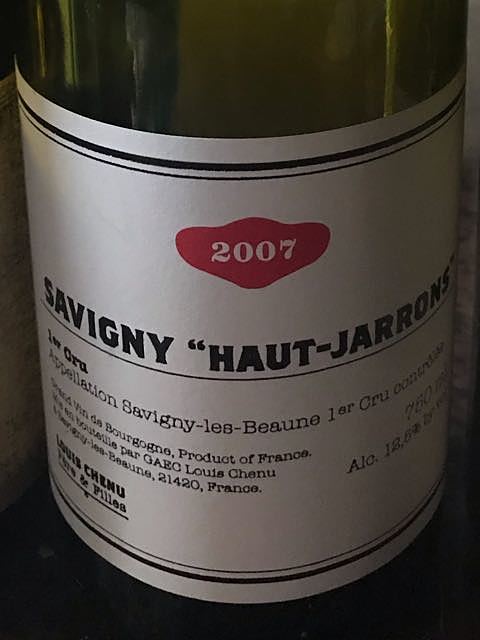 2007
SAVIGNY "HAUT-JARRONS"
1er Cru
Appellation Savigny-les-Beaune 1er Cru contrôlée
Grand Vin de Bourgogne, Product of France.
Mis en bouteille par GAEC Louis Chenu
à Savigny-les-Beaune, 21420, France.
750 ml
Alc. 12,5% by vol
LOUIS CHENU
Père & Filles